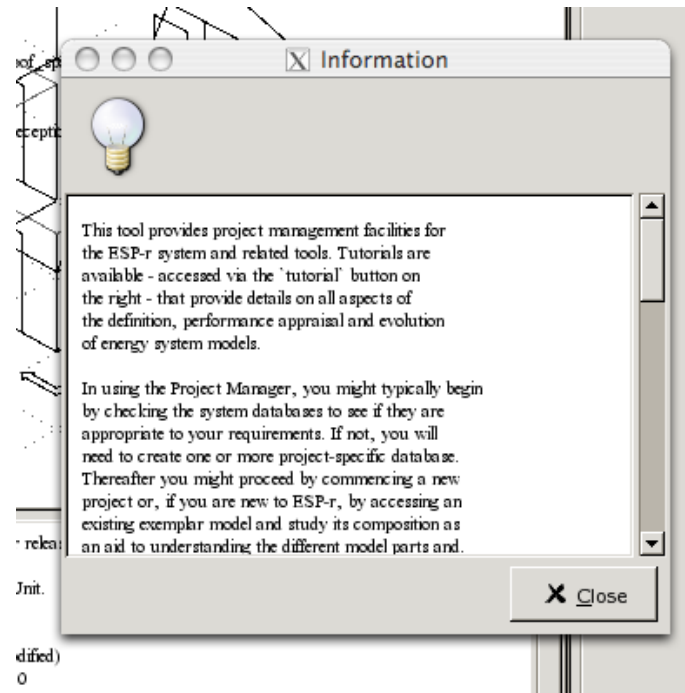 Information
This tool provides project management facilities for
the ESP-r system and related tools. Tutorials are
available - accessed via the `tutorial` button on
the right - that provide details on all aspects of
the definition, performance appraisal and evolution
of energy system models.
In using the Project Manager, you might typically begin
by checking the system databases to see if they are
appropriate to your requirements. If not, you will
need to create one or more project-specific database.
Thereafter you might proceed by commencing a new
project or, if you are new to ESP-r, by accessing an
existing exemplar model and study its composition as
an aid to understanding the different model parts and.
Close
Unit.